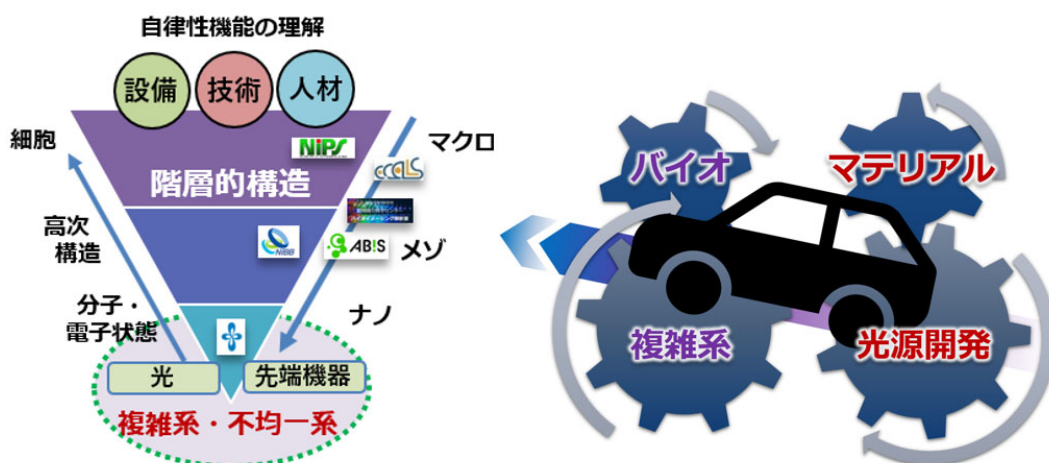 自律性機能の理解
設備
技術
人材
細胞
マクロ
NiPS
階層的構造
高次
構造
NIBB
ABiS
メゾ
分子・
電子状態
ナノ
光
先端機器
複雑系・不均一系
バイオ
マテリアル
複雑系
光源開発